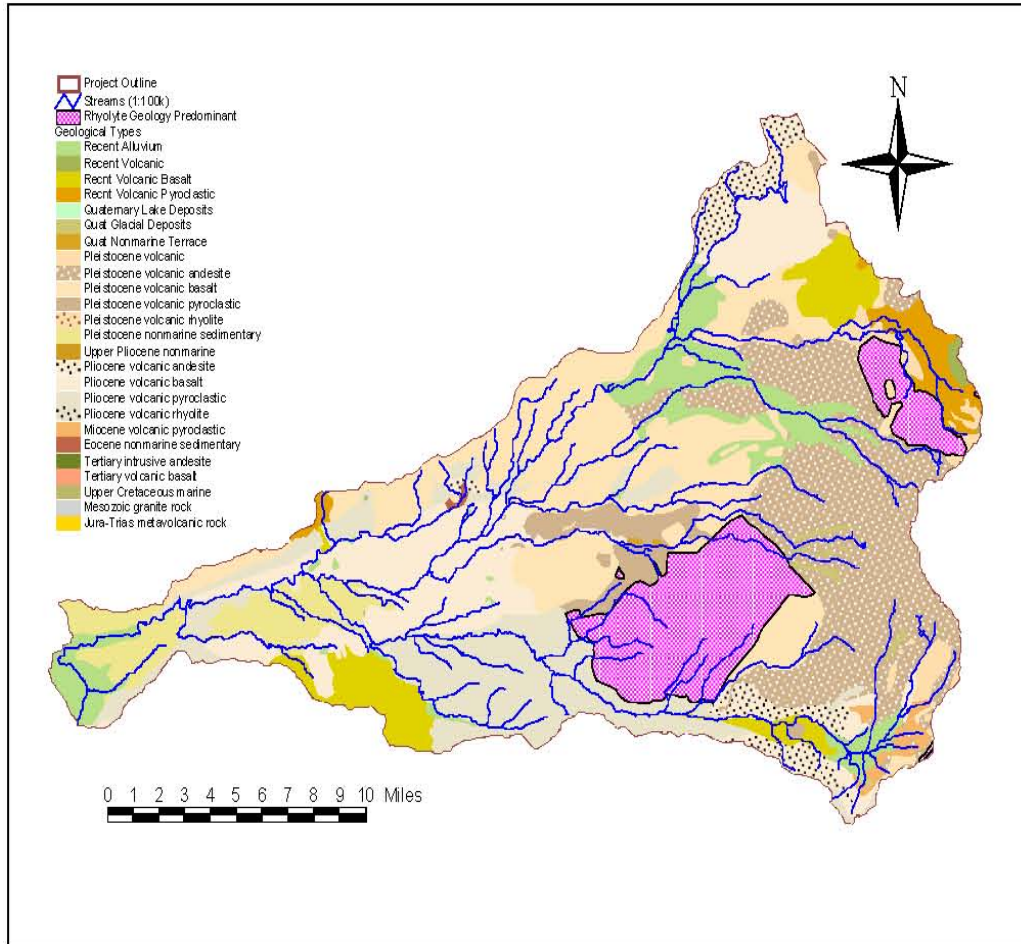 N
Project Outline
Streams (1:100k)
Rhyolyte Geology Predominant
Geological Types
Recent Alluvium
Recent Volcanic
Recnt Volcanic Basalt
Recnt Volcanic Pyroclastic
Quaternary Lake Deposits
Quat Glacial Deposits
Quat Nonmarine Terrace
Pleistocene volcanic
Pleistocene volcanic andesite
Pleistocene volcanic basalt
Pleistocene volcanic pyroclastic
Pleistocene volcanic rhyolite
Pleistocene nonmarine sedimentary
Upper Pliocene nonmarine
Pliocene volcanic andesite
Pliocene volcanic basalt
Pliocene volcanic pyroclastic
Pliocene volcanic rhyolite
Miocene volcanic pyroclastic
Eocene nonmarine sedimentary
Tertiary intrusive andesite
Tertiary volcanic basalt
Upper Cretaceous marine
Mesozoic granite rock
Jura-Trias metavolcanic rock
0 1 2 3 4 5 6 7 8 9 10 Miles